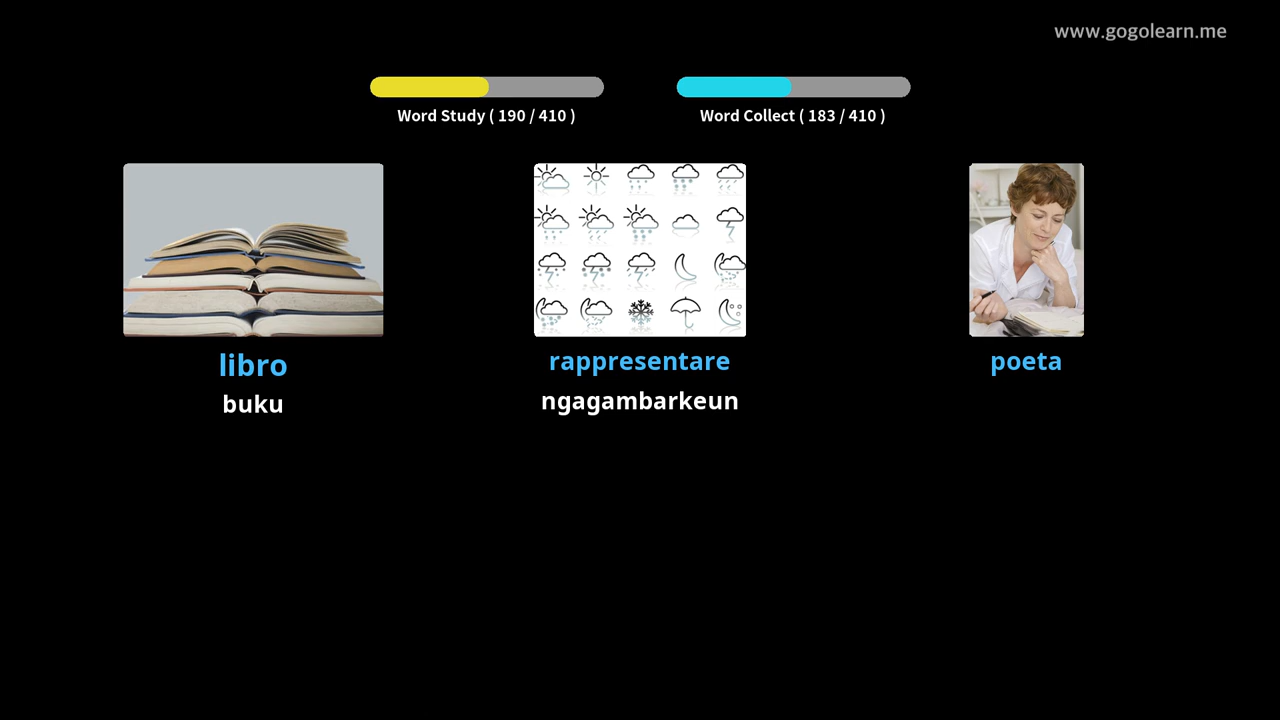 www.gogolearn.me
Word Study ( 190 / 410 )
Word Collect ( 183 / 410 )
libro
buku
rappresentare
ngagambarkeun
poeta